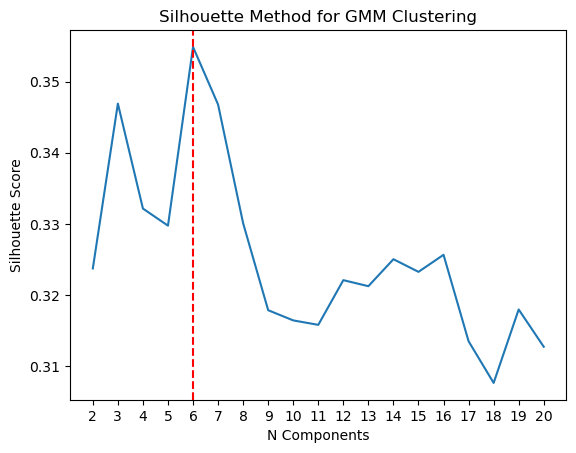 Silhouette Method for GMM Clustering
Silhouette Score
0.35
0.34
0.33
0.32
0.31
2 3 4 5 6 7 8 9 10 11 12 13 14 15 16 17 18 19 20
N Components